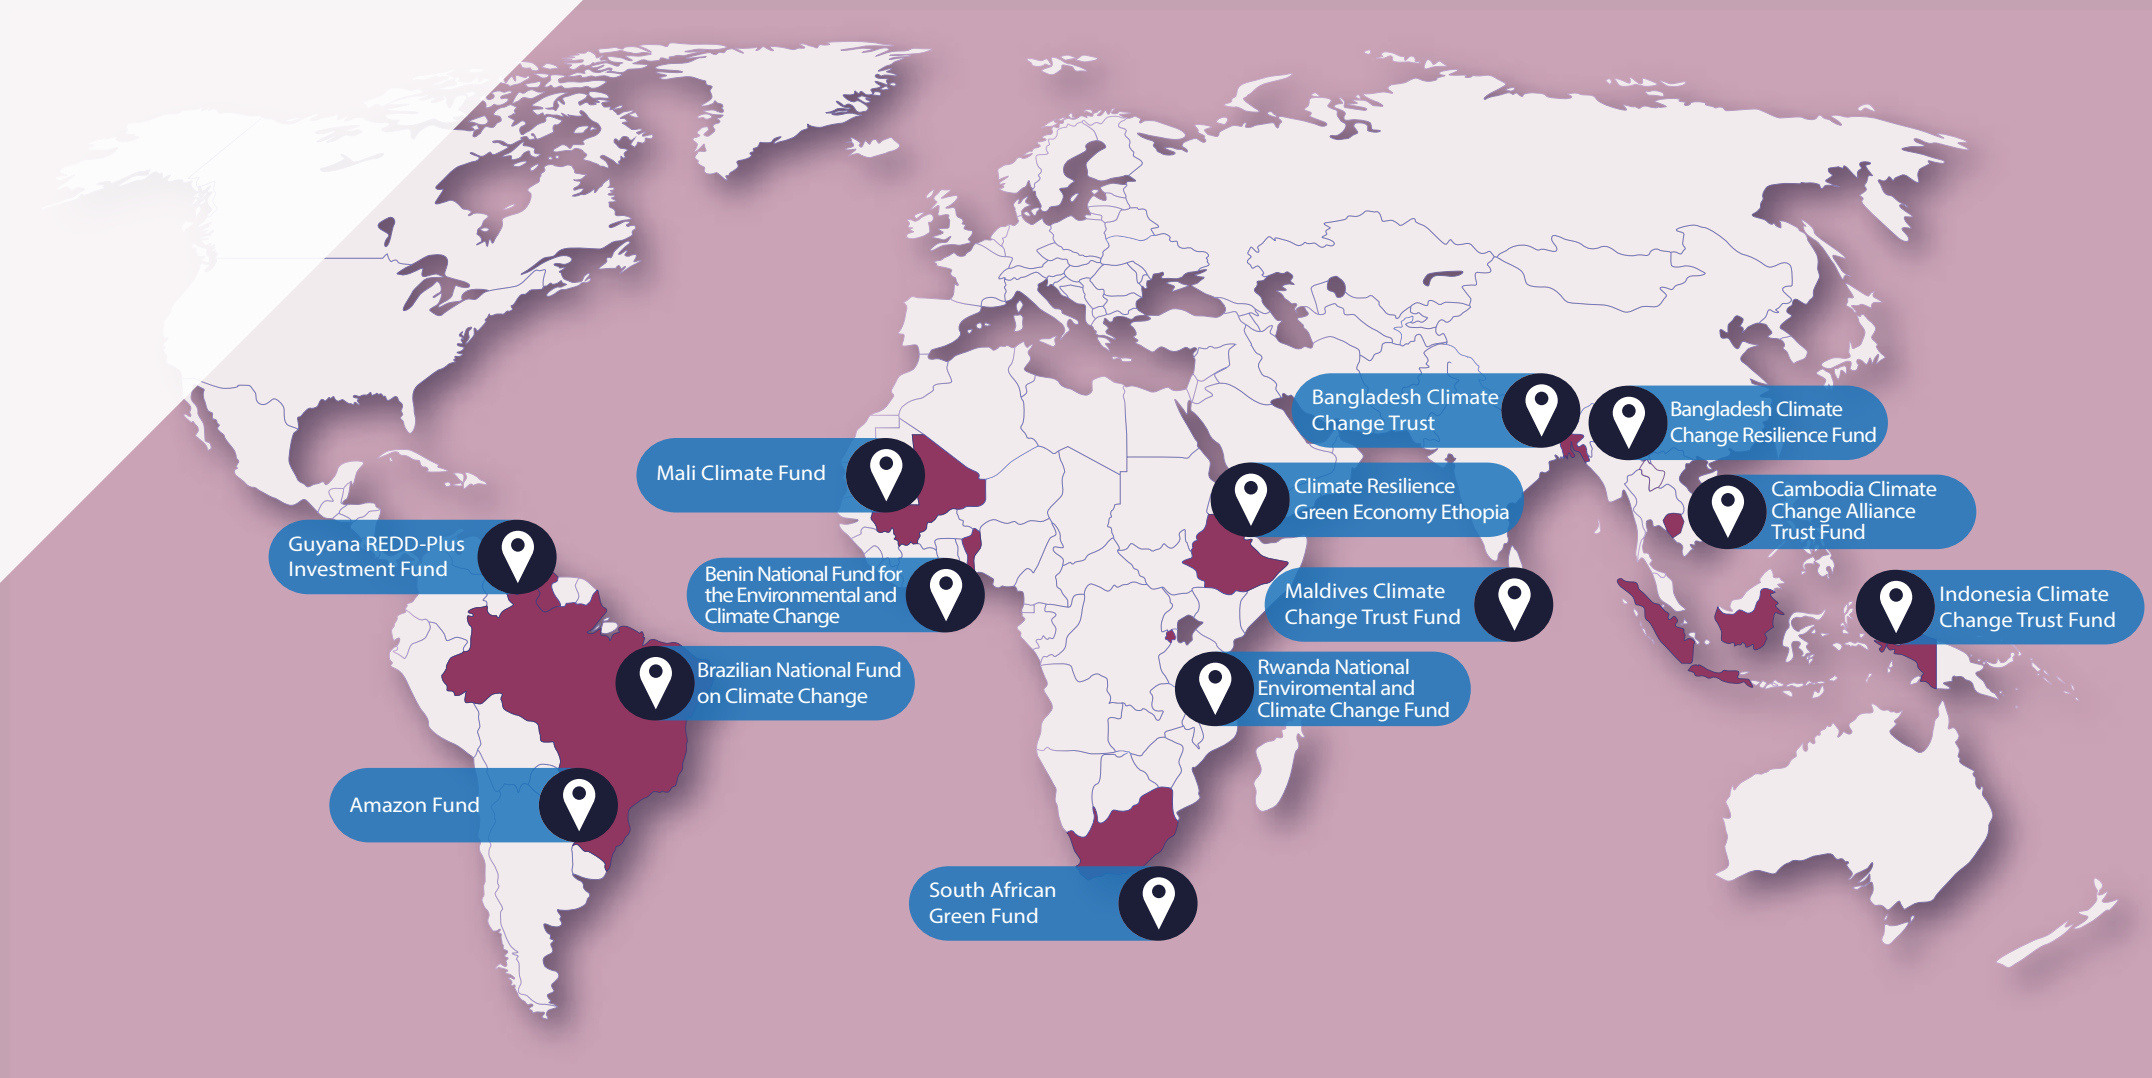 Bangladesh Climate
Change Trust
Bangladesh Climate
Change Resilience Fund
Mali Climate Fund
Climate Resilience
Green Economy Ethopia
Cambodia Climate
Change Alliance
Trust Fund
Guyana REDD-Plus
Investment Fund
Benin National Fund for
the Environmental and
Climate Change
Maldives Climate
Change Trust Fund
Indonesia Climate
Change Trust Fund
Brazilian National Fund
on Climate Change
Rwanda National
Enviromental and
Climate Change Fund
Amazon Fund
South African
Green Fund